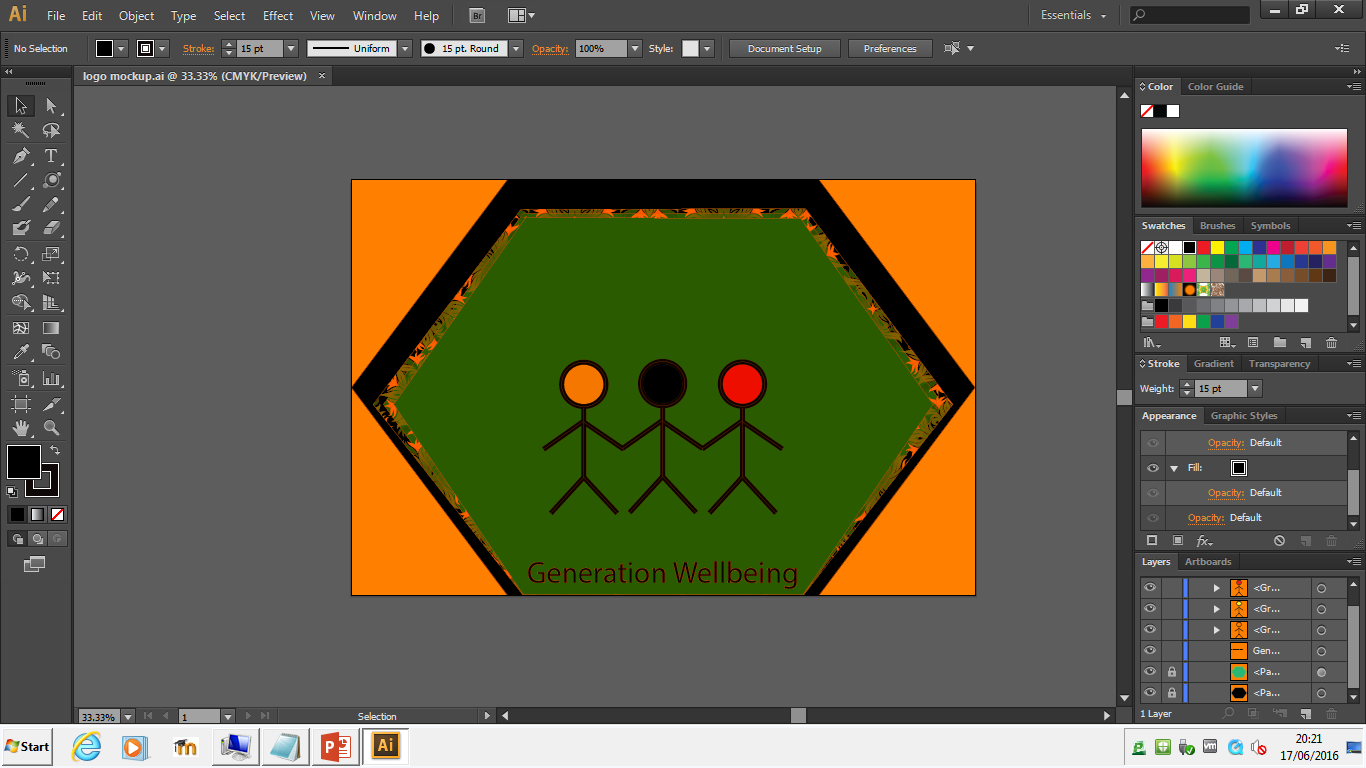 Ai File Edit Object Type Select Effect View Window Help Br Essentials
No Selection Stroke: 15 pt Uniform 15 pt. Round Opacity: 100% Style: Document Setup Preferences
logo mockup.ai @ 33.33% (CMYK/Preview) ×
Color Color Guide
Swatches Brushes Symbols
Stroke Gradient Transparency
Weight: 15 pt
Appearance Graphic Styles
Opacity: Default
Fill:
Opacity: Default
Opacity: Default
fx
Layers Artboards
<Gr...
<Gr...
<Gr...
Gen...
<Pa...
<Pa...
1 Layer
Generation Wellbeing
33.33% 1 Selection
Start
Ai
20:21
17/06/2016